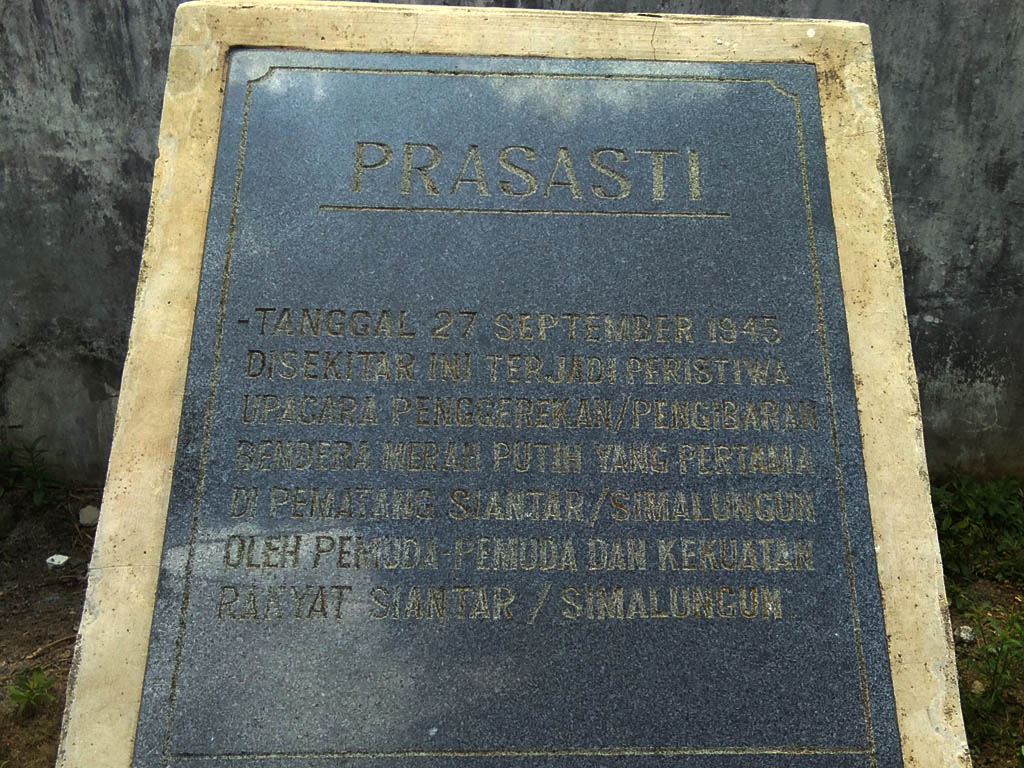 PRASASTI
-TANGGAL 27 SEPTEMBER 1945
DISEKITAR INI TERJADI PERISTIWA
UPACARA PENGGEREKAN/PENGIBARAN
BENDERA MERAH PUTIH YANG PERTAMA
DI PEMATANG SIANTAR/SIMALUNGUN
OLEH PEMUDA-PEMUDA DAN KEKUATAN
RAKYAT SIANTAR / SIMALUNGUN